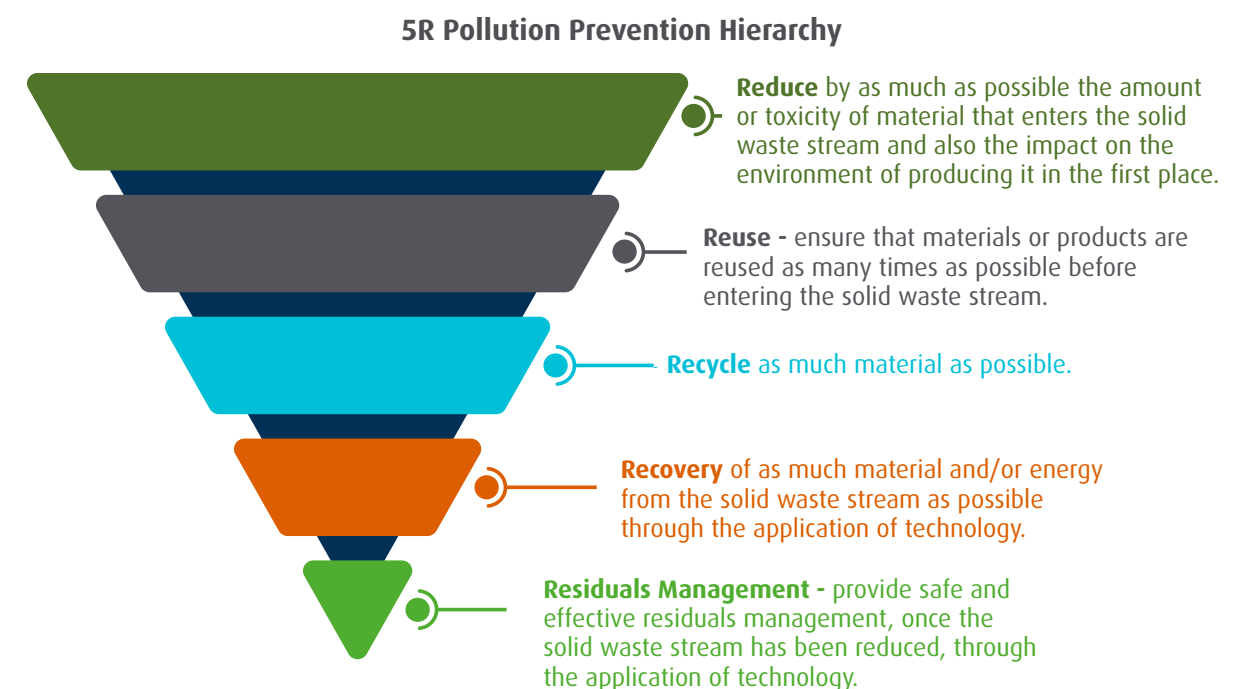 5R Pollution Prevention Hierarchy
Reduce by as much as possible the amount
or toxicity of material that enters the solid
waste stream and also the impact on the
environment of producing it in the first place.
Reuse - ensure that materials or products are
reused as many times as possible before
entering the solid waste stream.
Recycle as much material as possible.
Recovery of as much material and/or energy
from the solid waste stream as possible
through the application of technology.
Residuals Management - provide safe and
effective residuals management, once the
solid waste stream has been reduced, through
the application of technology.